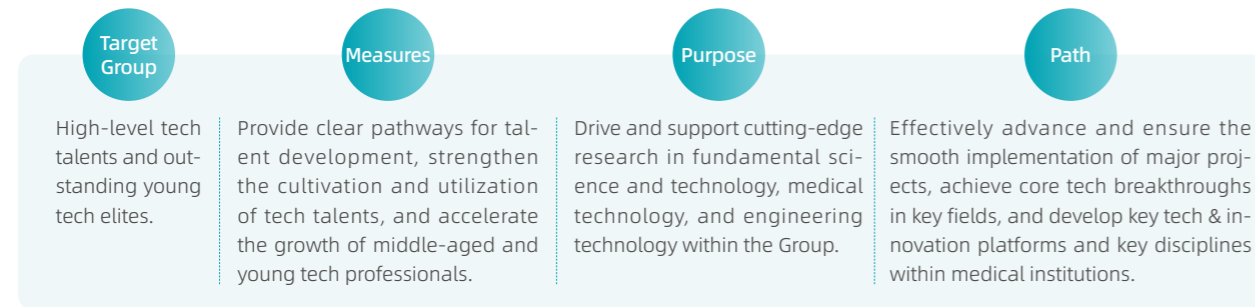 Target
Group
High-level tech
talents and out-
standing young
tech elites.
Measures
Provide clear pathways for tal-
ent development, strengthen
the cultivation and utilization
of tech talents, and accelerate
the growth of middle-aged and
young tech professionals.
Purpose
Drive and support cutting-edge
research in fundamental sci-
ence and technology, medical
technology, and engineering
technology within the Group.
Path
Effectively advance and ensure the
smooth implementation of major proj-
ects, achieve core tech breakthroughs
in key fields, and develop key tech & in-
novation platforms and key disciplines
within medical institutions.